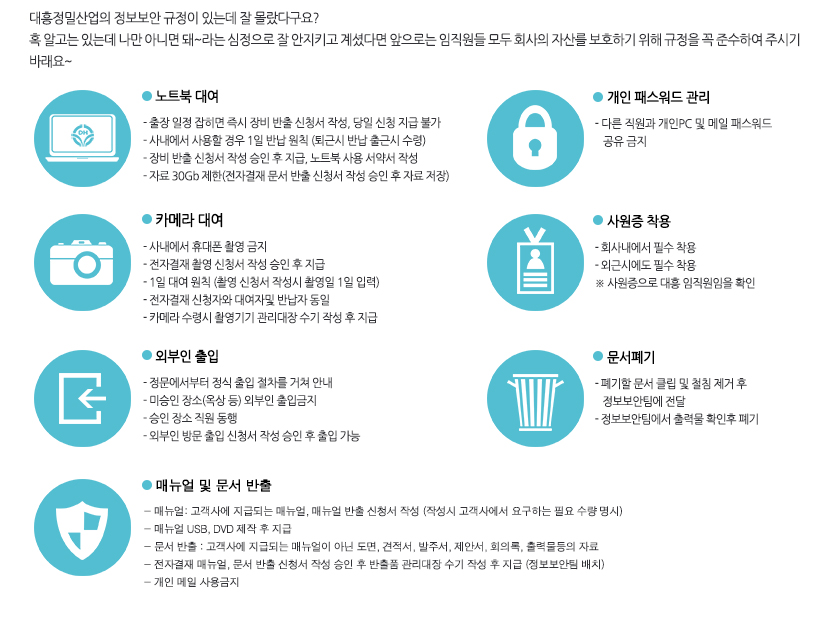 대흥정밀산업의 정보보안 규정이 있는데 잘 몰랐다구요?
혹 알고는 있는데 나만 아니면 돼~라는 심정으로 잘 안지키고 계셨다면 앞으로는 임직원들 모두 회사의 자산를 보호하기 위해 규정을 꼭 준수하여 주시기
바래요~
DH
● 노트북 대여
- 출장 일정 잡히면 즉시 장비 반출 신청서 작성, 당일 신청 지급 불가
- 사내에서 사용할 경우 1일 반납 원칙 (퇴근시 반납 출근시 수령)
- 장비 반출 신청서 작성 승인 후 지급, 노트북 사용 서약서 작성
- 자료 30Gb 제한(전자결재 문서 반출 신청서 작성 승인 후 자료 저장)
● 개인 패스워드 관리
- 다른 직원과 개인PC 및 메일 패스워드
공유 금지
● 카메라 대여
- 사내에서 휴대폰 촬영 금지
- 전자결재 촬영 신청서 작성 승인 후 지급
- 1일 대여 원칙 (촬영 신청서 작성시 촬영일 1일 입력)
- 전자결재 신청자와 대여자및 반납자 동일
- 카메라 수령시 촬영기기 관리대장 수기 작성 후 지급
● 사원증 착용
- 회사내에서 필수 착용
- 외근시에도 필수 착용
※ 사원증으로 대흥 임직원임을 확인
● 외부인 출입
- 정문에서부터 정식 출입 절차를 거쳐 안내
- 미승인 장소(옥상 등) 외부인 출입금지
- 승인 장소 직원 동행
- 외부인 방문 출입 신청서 작성 승인 후 출입 가능
● 문서폐기
- 폐기할 문서 클립 및 철침 제거 후
정보보안팀에 전달
- 정보보안팀에서 출력물 확인후 폐기
● 매뉴얼 및 문서 반출
– 매뉴얼: 고객사에 지급되는 매뉴얼, 매뉴얼 반출 신청서 작성 (작성시 고객사에서 요구하는 필요 수량 명시)
– 매뉴얼 USB, DVD 제작 후 지급
– 문서 반출 : 고객사에 지급되는 매뉴얼이 아닌 도면, 견적서, 발주서, 제안서, 회의록, 출력물등의 자료
– 전자결재 매뉴얼, 문서 반출 신청서 작성 승인 후 반출품 관리대장 수기 작성 후 지급 (정보보안팀 배치)
– 개인 메일 사용금지